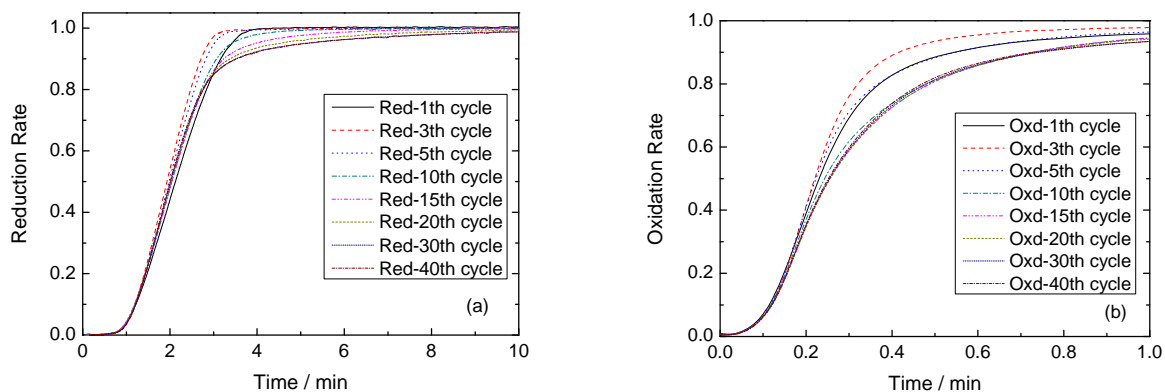 1.0
0.8
0.6
0.4
0.2
0.0
Reduction Rate
Red-1th cycle
Red-3th cycle
Red-5th cycle
Red-10th cycle
Red-15th cycle
Red-20th cycle
Red-30th cycle
Red-40th cycle
(a)
0 2 4 6 8 10
Time / min
1.0
0.8
0.6
0.4
0.2
0.0
Oxidation Rate
Oxd-1th cycle
Oxd-3th cycle
Oxd-5th cycle
Oxd-10th cycle
Oxd-15th cycle
Oxd-20th cycle
Oxd-30th cycle
Oxd-40th cycle
(b)
0.0 0.2 0.4 0.6 0.8 1.0
Time / min